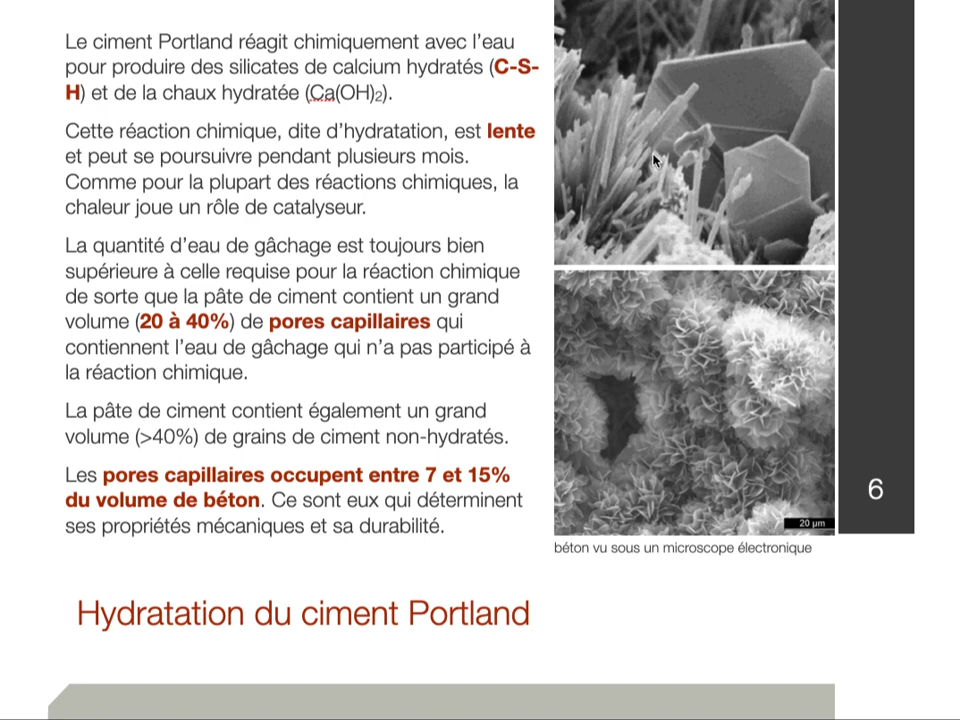 Le ciment Portland réagit chimiquement avec l'eau
pour produire des silicates de calcium hydratés (C-S-
H) et de la chaux hydratée (Ca(OH)₂).
Cette réaction chimique, dite d'hydratation, est lente
et peut se poursuivre pendant plusieurs mois.
Comme pour la plupart des réactions chimiques, la
chaleur joue un rôle de catalyseur.
La quantité d'eau de gâchage est toujours bien
supérieure à celle requise pour la réaction chimique
de sorte que la pâte de ciment contient un grand
volume (20 à 40%) de pores capillaires qui
contiennent l'eau de gâchage qui n'a pas participé à
la réaction chimique.
La pâte de ciment contient également un grand
volume (>40%) de grains de ciment non-hydratés.
Les pores capillaires occupent entre 7 et 15%
du volume de béton. Ce sont eux qui déterminent
ses propriétés mécaniques et sa durabilité.
20 µm
béton vu sous un microscope électronique
6
Hydratation du ciment Portland